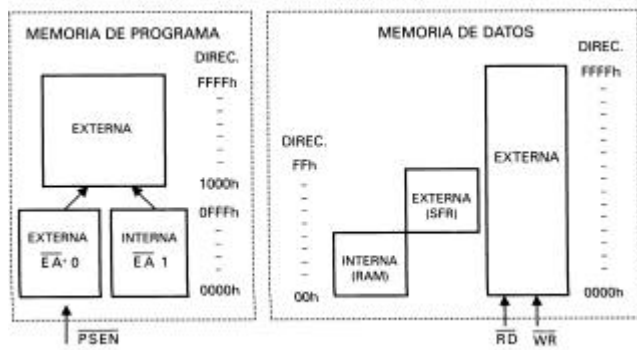 MEMORIA DE PROGRAMA
DIREC.
FFFFh
EXTERNA
1000h
0FFFh
EXTERNA
EA=0
INTERNA
EA 1
0000h
PSEN
MEMORIA DE DATOS
DIREC.
FFFFh
EXTERNA
DIREC.
FFh
EXTERNA
(SFR)
INTERNA
(RAM)
00h
0000h
RD
WR